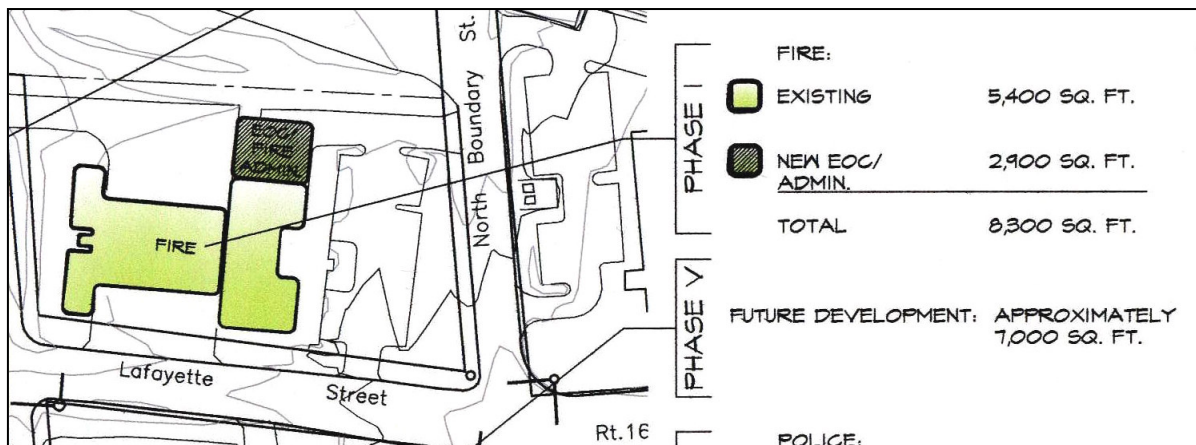 North Boundary St.
EOC/
FIRE
ADMIN.
FIRE
Lafayette Street
Rt.16
PHASE I
FIRE:
EXISTING 5,400 SQ. FT.
NEW EOC/ 2,900 SQ. FT.
ADMIN.
TOTAL 8,300 SQ. FT.
PHASE V
FUTURE DEVELOPMENT: APPROXIMATELY
7,000 SQ. FT.
POLICE: